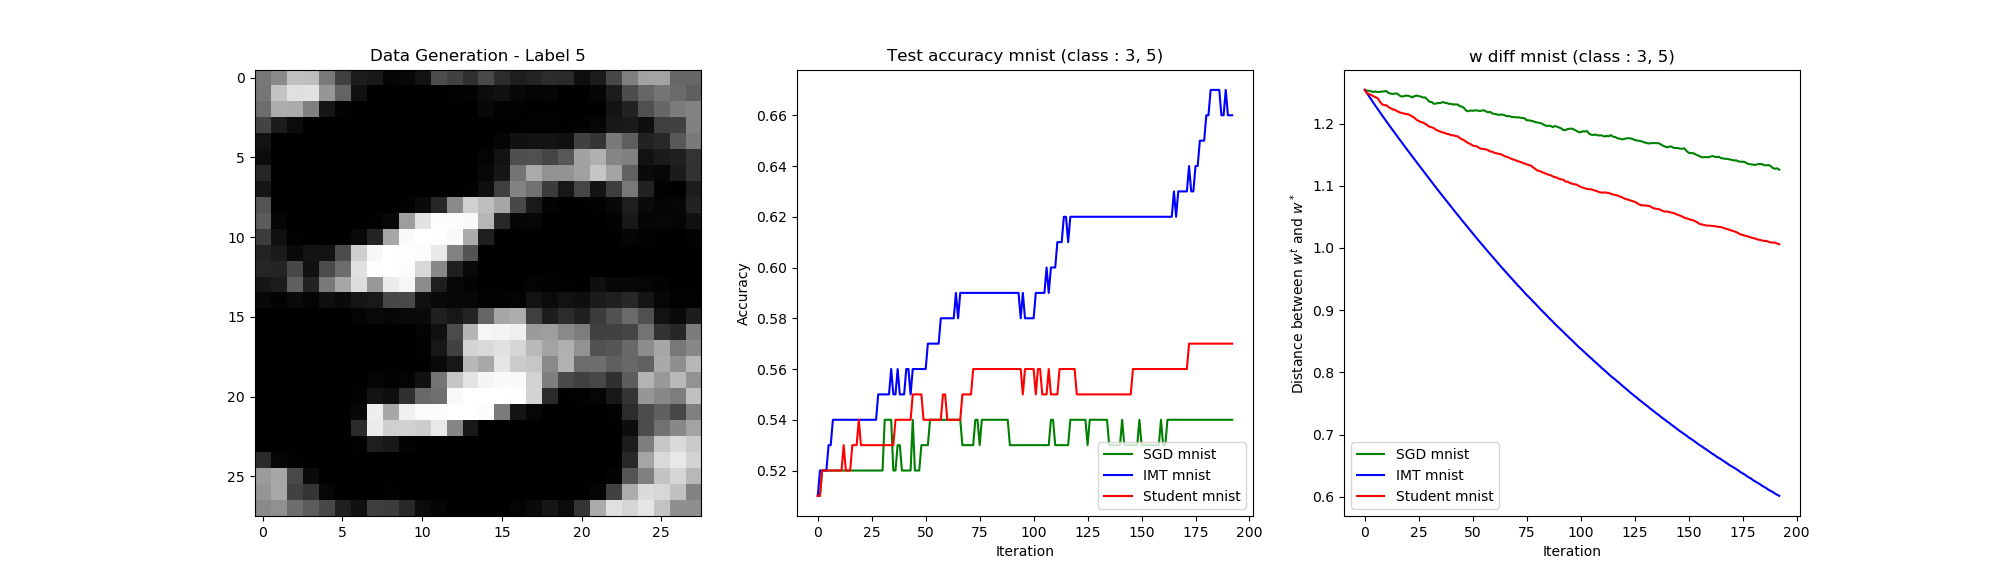 Data Generation - Label 5
0
5
10
15
20
25
0 5 10 15 20 25
Test accuracy mnist (class : 3, 5)
Accuracy
0.66
0.64
0.62
0.60
0.58
0.56
0.54
0.52
SGD mnist
IMT mnist
Student mnist
0 25 50 75 100 125 150 175 200
Iteration
w diff mnist (class : 3, 5)
Distance between w^t and w^*
1.2
1.1
1.0
0.9
0.8
0.7
0.6
SGD mnist
IMT mnist
Student mnist
0 25 50 75 100 125 150 175 200
Iteration